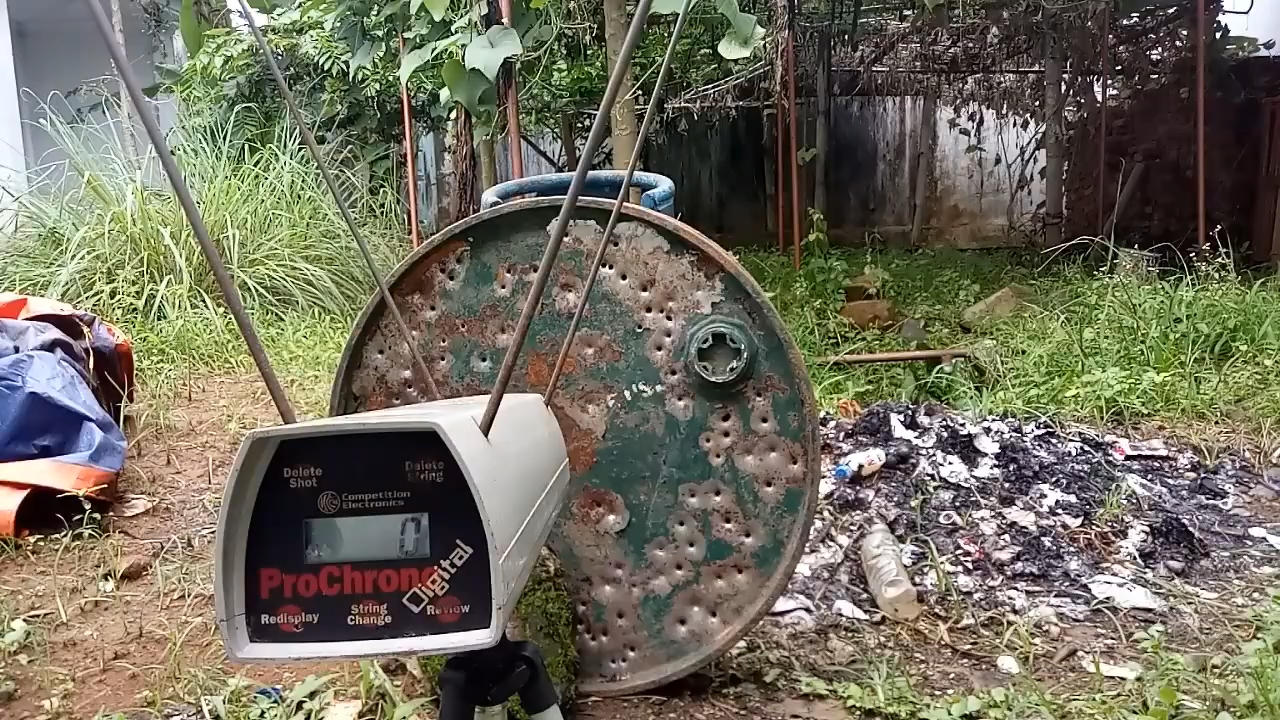 Delete
Shot
Delete
String
Competition
Electronics
0
ProChrono
Digital
Redisplay
String
Change
Review